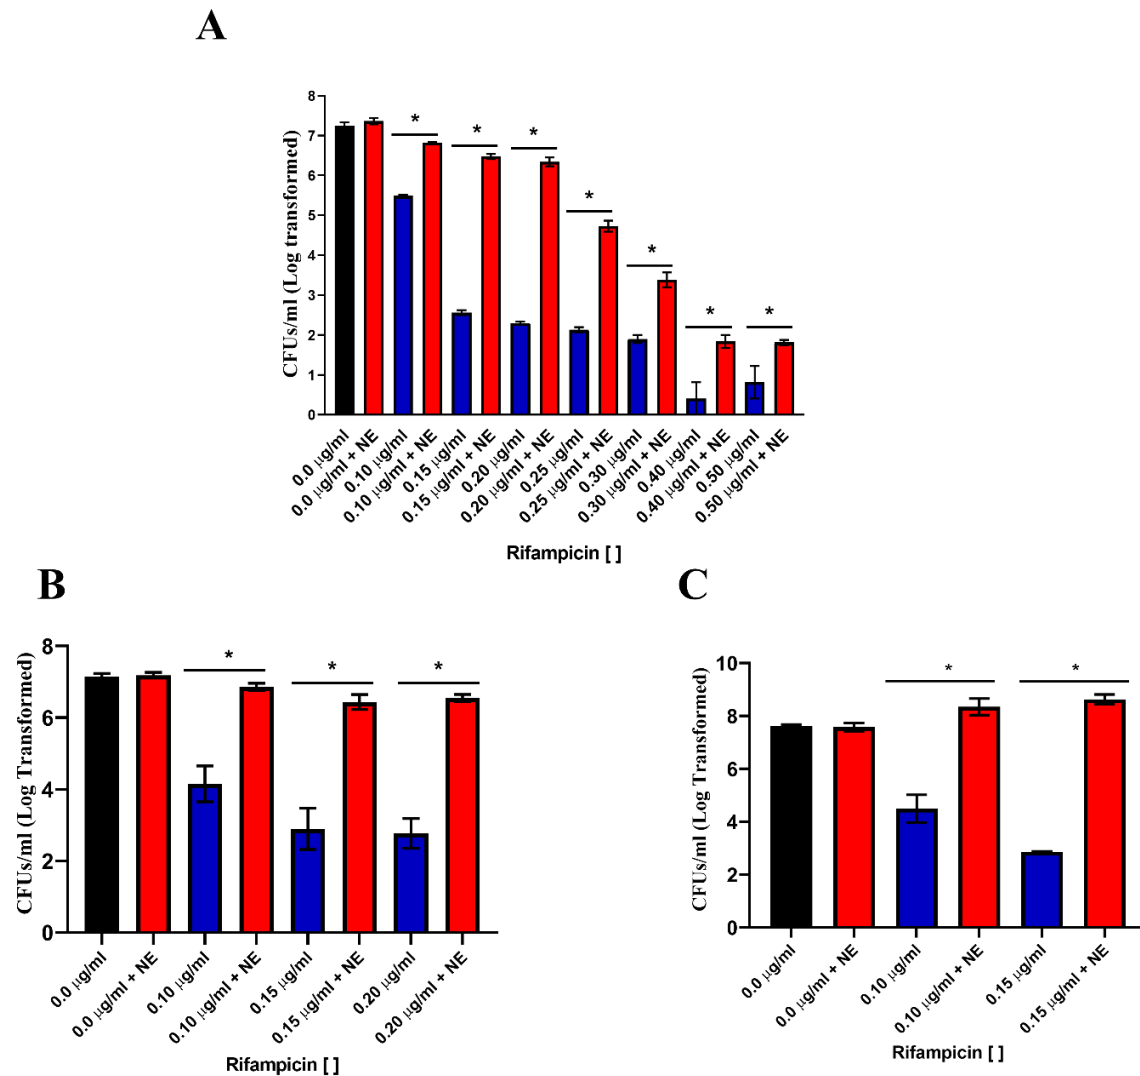 A
CFUs/ml (Log transformed)
8
7
6
5
4
3
2
1
0
* * * * * * *
0.0 µg/ml
0.0 µg/ml + NE
0.10 µg/ml
0.10 µg/ml + NE
0.15 µg/ml
0.15 µg/ml + NE
0.20 µg/ml
0.20 µg/ml + NE
0.25 µg/ml
0.25 µg/ml + NE
0.30 µg/ml
0.30 µg/ml + NE
0.40 µg/ml
0.40 µg/ml + NE
0.50 µg/ml
0.50 µg/ml + NE
Rifampicin [ ]
B
CFUs/ml (Log Transformed)
8
6
4
2
0
* * *
0.0 µg/ml
0.0 µg/ml + NE
0.10 µg/ml
0.10 µg/ml + NE
0.15 µg/ml
0.15 µg/ml + NE
0.20 µg/ml
0.20 µg/ml + NE
Rifampicin [ ]
C
CFUs/ml (Log Transformed)
10
8
6
4
2
0
* *
0.0 µg/ml
0.0 µg/ml + NE
0.10 µg/ml
0.10 µg/ml + NE
0.15 µg/ml
0.15 µg/ml + NE
Rifampicin [ ]